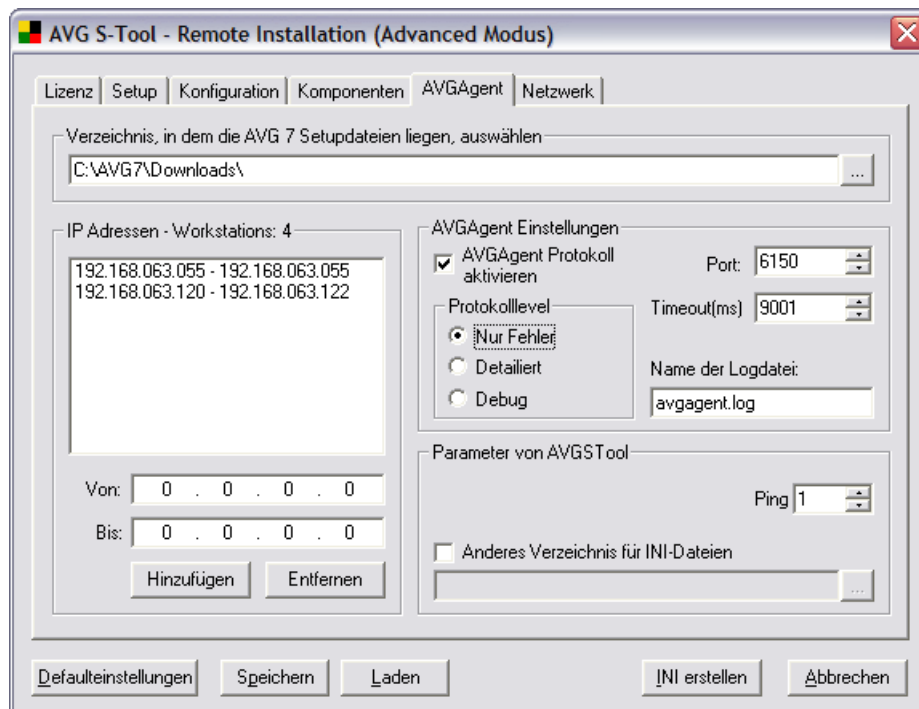 AVG S-Tool - Remote Installation (Advanced Modus)
Lizenz Setup Konfiguration Komponenten AVGAgent Netzwerk
Verzeichnis, in dem die AVG 7 Setupdateien liegen, auswählen
C:\AVG7\Downloads\
...
IP Adressen - Workstations: 4
192.168.063.055 - 192.168.063.055
192.168.063.120 - 192.168.063.122
Von: 0 . 0 . 0 . 0
Bis: 0 . 0 . 0 . 0
Hinzufügen Entfernen
AVGAgent Einstellungen
AVGAgent Protokoll
aktivieren
Port: 6150
Protokolllevel
Timeout(ms) 9001
Nur Fehler
Detailiert
Debug
Name der Logdatei:
avgagent.log
Parameter von AVGSTool
Ping 1
Anderes Verzeichnis für INI-Dateien
...
Defaulteinstellungen Speichern Laden INI erstellen Abbrechen